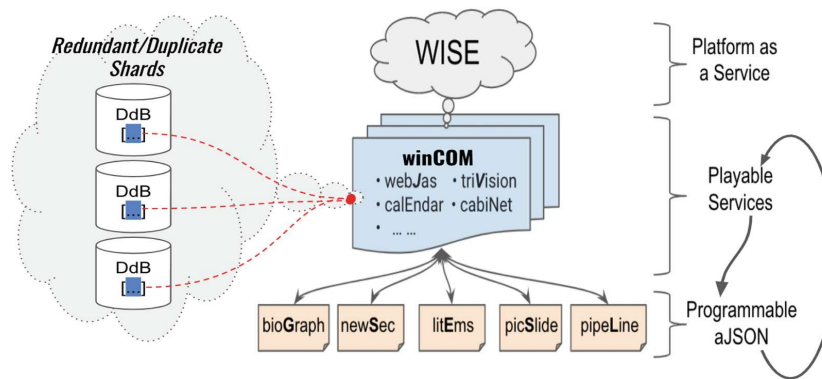 Redundant/Duplicate
Shards
DdB
[...]
DdB
[...]
DdB
[...]
WISE
winCOM
• webJas • triVision
• calEndar • cabiNet
• ... ...
bioGraph
newSec
litEms
picSlide
pipeLine
Platform as
a Service
Playable
Services
Programmable
aJSON